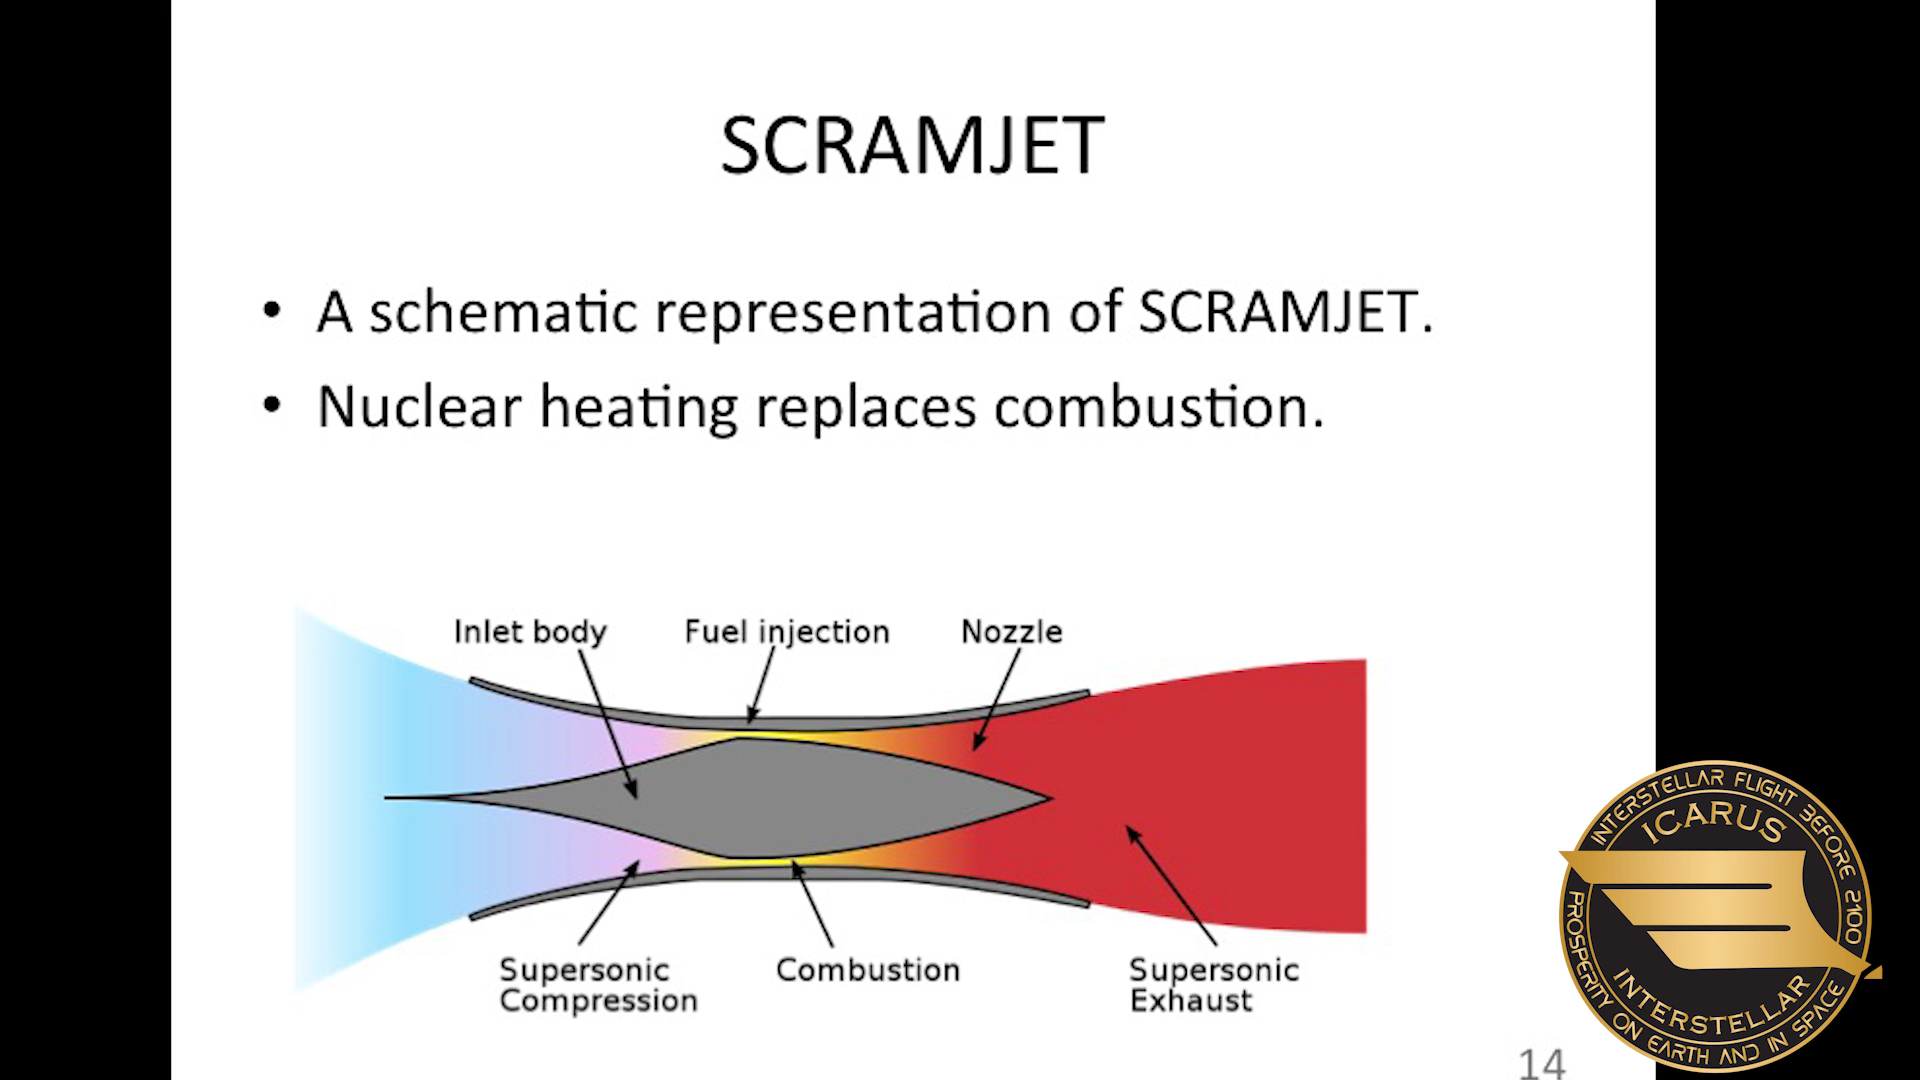 SCRAMJET
• A schematic representation of SCRAMJET.
• Nuclear heating replaces combustion.
Inlet body
Fuel injection
Nozzle
Supersonic
Compression
Combustion
Supersonic
Exhaust
14
INTERSTELLAR FLIGHT BEFORE 2100
ICARUS
INTERSTELLAR
PROSPERITY ON EARTH AND IN SPACE